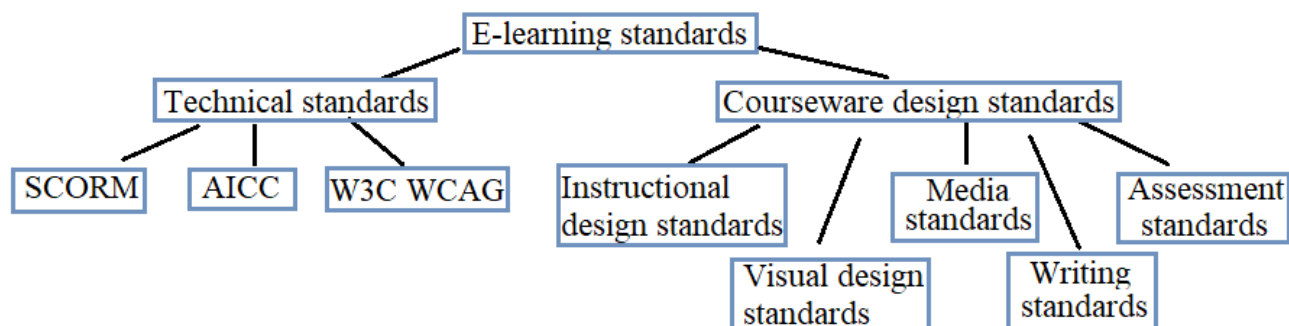 E-learning standards
Technical standards
Courseware design standards
SCORM
AICC
W3C WCAG
Instructional
design standards
Visual design
standards
Media
standards
Writing
standards
Assessment
standards